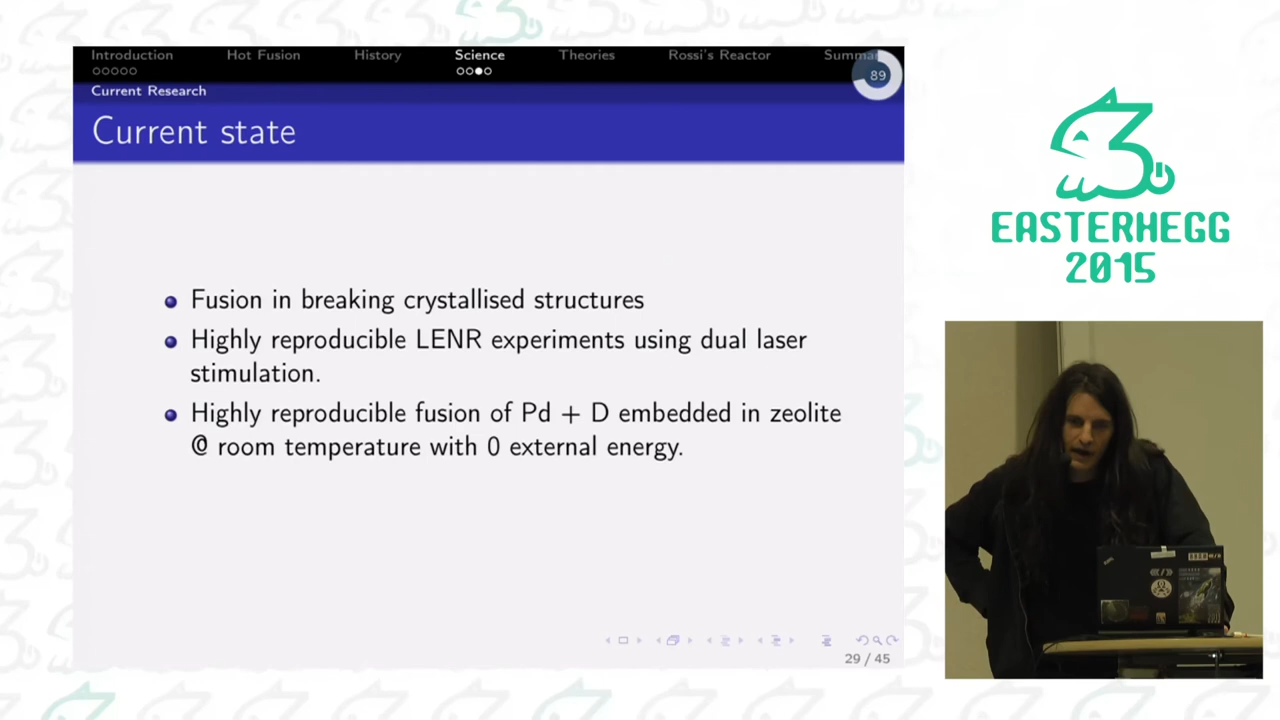 Introduction Hot Fusion History Science Theories Rossi's Reactor
89
Current Research
Current state
Fusion in breaking crystallised structures
Highly reproducible LENR experiments using dual laser
stimulation.
Highly reproducible fusion of Pd + D embedded in zeolite
@ room temperature with 0 external energy.
29 / 45
EASTERHEGG
2015